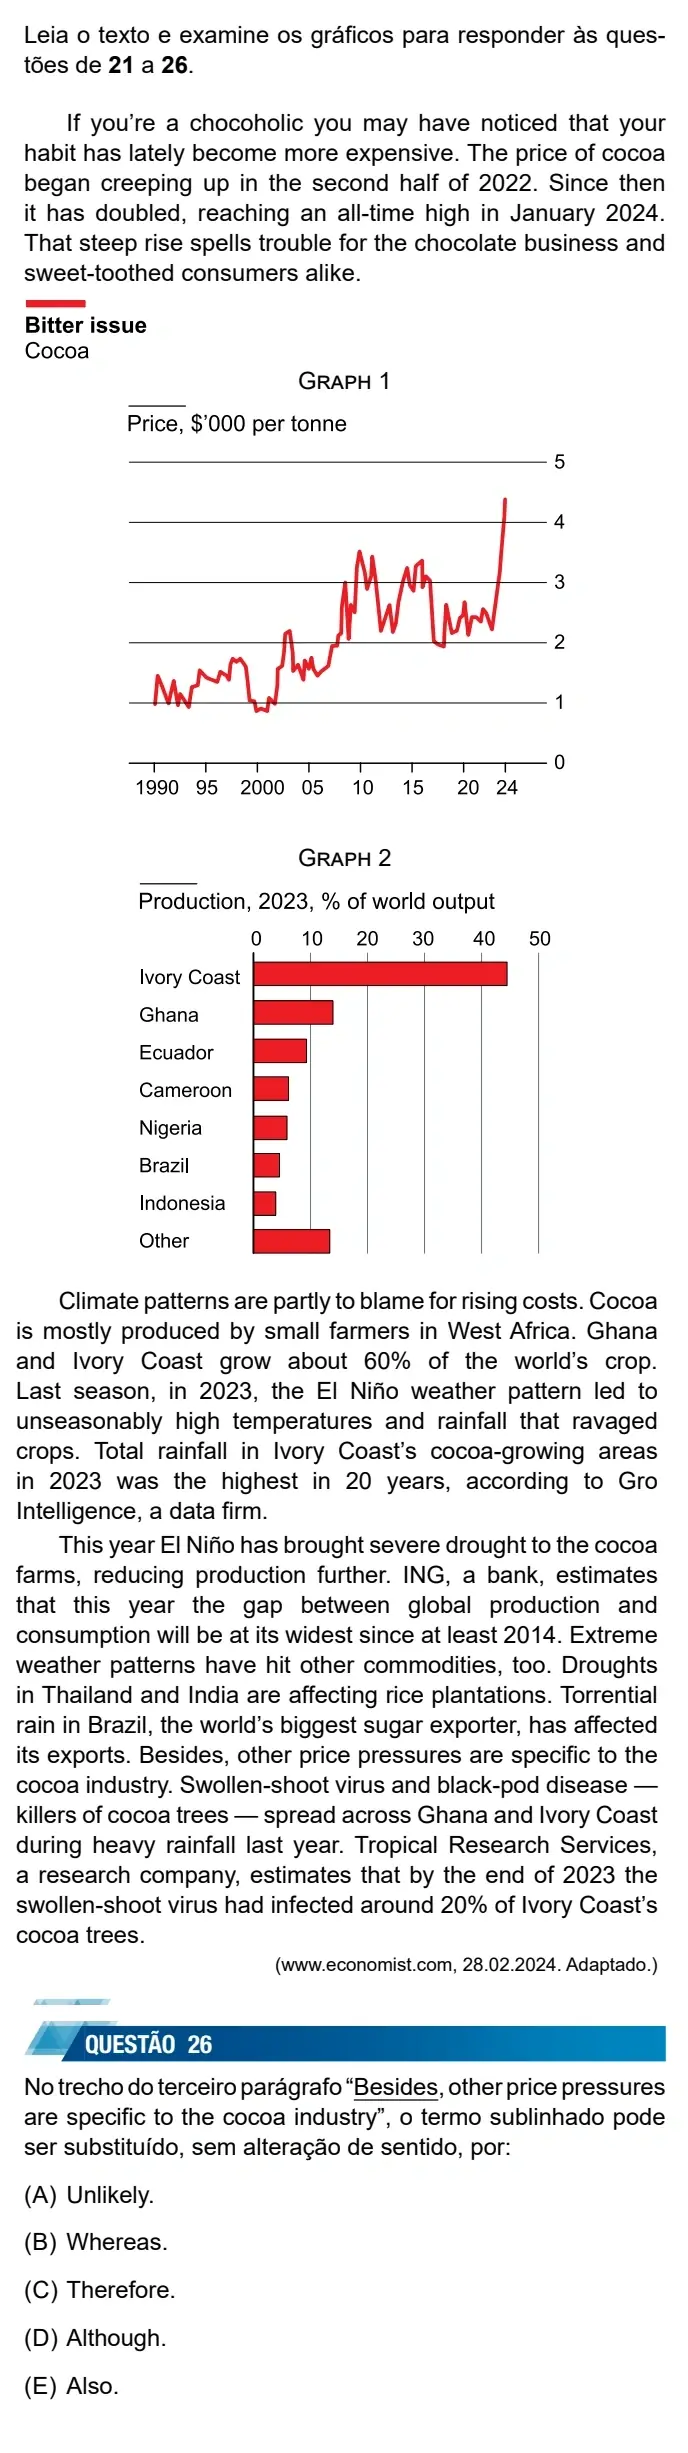 Leia o texto e examine os gráficos para responder às ques-
tões de 21 a 26.
If you’re a chocoholic you may have noticed that your
habit has lately become more expensive. The price of cocoa
began creeping up in the second half of 2022. Since then
it has doubled, reaching an all-time high in January 2024.
That steep rise spells trouble for the chocolate business and
sweet-toothed consumers alike.
Bitter issue
Cocoa
GRAPH 1
Price, $’000 per tonne
5
4
3
2
1
0
1990 95 2000 05 10 15 20 24
GRAPH 2
Production, 2023, % of world output
0 10 20 30 40 50
Ivory Coast
Ghana
Ecuador
Cameroon
Nigeria
Brazil
Indonesia
Other
Climate patterns are partly to blame for rising costs. Cocoa
is mostly produced by small farmers in West Africa. Ghana
and Ivory Coast grow about 60% of the world’s crop.
Last season, in 2023, the El Niño weather pattern led to
unseasonably high temperatures and rainfall that ravaged
crops. Total rainfall in Ivory Coast’s cocoa-growing areas
in 2023 was the highest in 20 years, according to Gro
Intelligence, a data firm.
This year El Niño has brought severe drought to the cocoa
farms, reducing production further. ING, a bank, estimates
that this year the gap between global production and
consumption will be at its widest since at least 2014. Extreme
weather patterns have hit other commodities, too. Droughts
in Thailand and India are affecting rice plantations. Torrential
rain in Brazil, the world’s biggest sugar exporter, has affected
its exports. Besides, other price pressures are specific to the
cocoa industry. Swollen-shoot virus and black-pod disease —
killers of cocoa trees — spread across Ghana and Ivory Coast
during heavy rainfall last year. Tropical Research Services,
a research company, estimates that by the end of 2023 the
swollen-shoot virus had infected around 20% of Ivory Coast’s
cocoa trees.
(www.economist.com, 28.02.2024. Adaptado.)
QUESTÃO 26
No trecho do terceiro parágrafo “Besides, other price pressures
are specific to the cocoa industry”, o termo sublinhado pode
ser substituído, sem alteração de sentido, por:
(A) Unlikely.
(B) Whereas.
(C) Therefore.
(D) Although.
(E) Also.